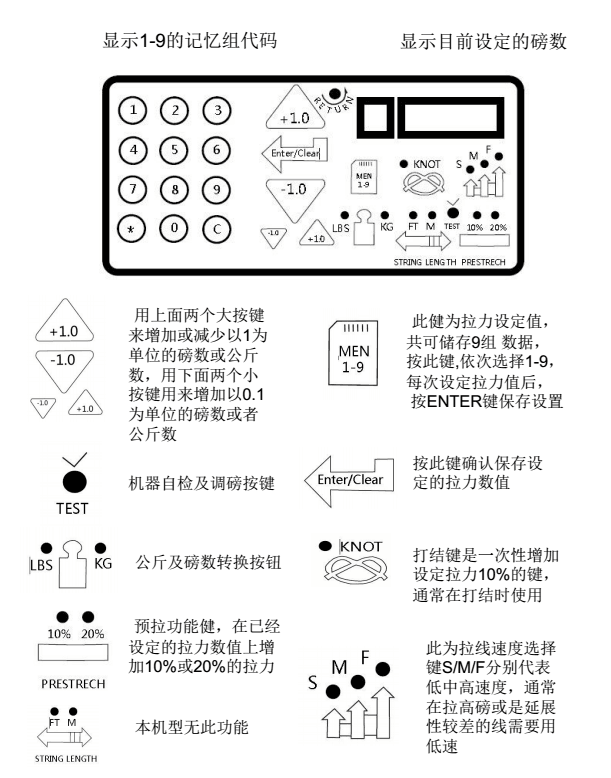 显示1-9的记忆组代码
显示目前设定的磅数
1 2 3
4 5 6
7 8 9
* 0 C
+1.0
RETURN
Enter/Clear
-1.0
-1.0
+1.0
MEN
1-9
KNOT
S M F
LBS KG
FT M
TEST
10% 20%
STRING LENGTH PRESTRECH
+1.0
-1.0
-1.0
+1.0
用上面两个大按键
来增加或减少以1为
单位的磅数或公斤
数，用下面两个小
按键用来增加以0.1
为单位的磅数或者
公斤数
MEN
1-9
此健为拉力设定值，
共可储存9组 数据，
按此键,依次选择1-9,
每次设定拉力值后，
按ENTER键保存设置
TEST
机器自检及调磅按键
Enter/Clear
按此键确认保存设
定的拉力数值
LBS KG
公斤及磅数转换按钮
KNOT
打结键是一次性增加
设定拉力10%的键，
通常在打结时使用
10% 20%
PRESTRECH
预拉功能健，在已经
设定的拉力数值上增
加10%或20%的拉力
S M F
此为拉线速度选择
键S/M/F分别代表
低中高速度，通常
在拉高磅或是延展
性较差的线需要用
低速
FT M
STRING LENGTH
本机型无此功能